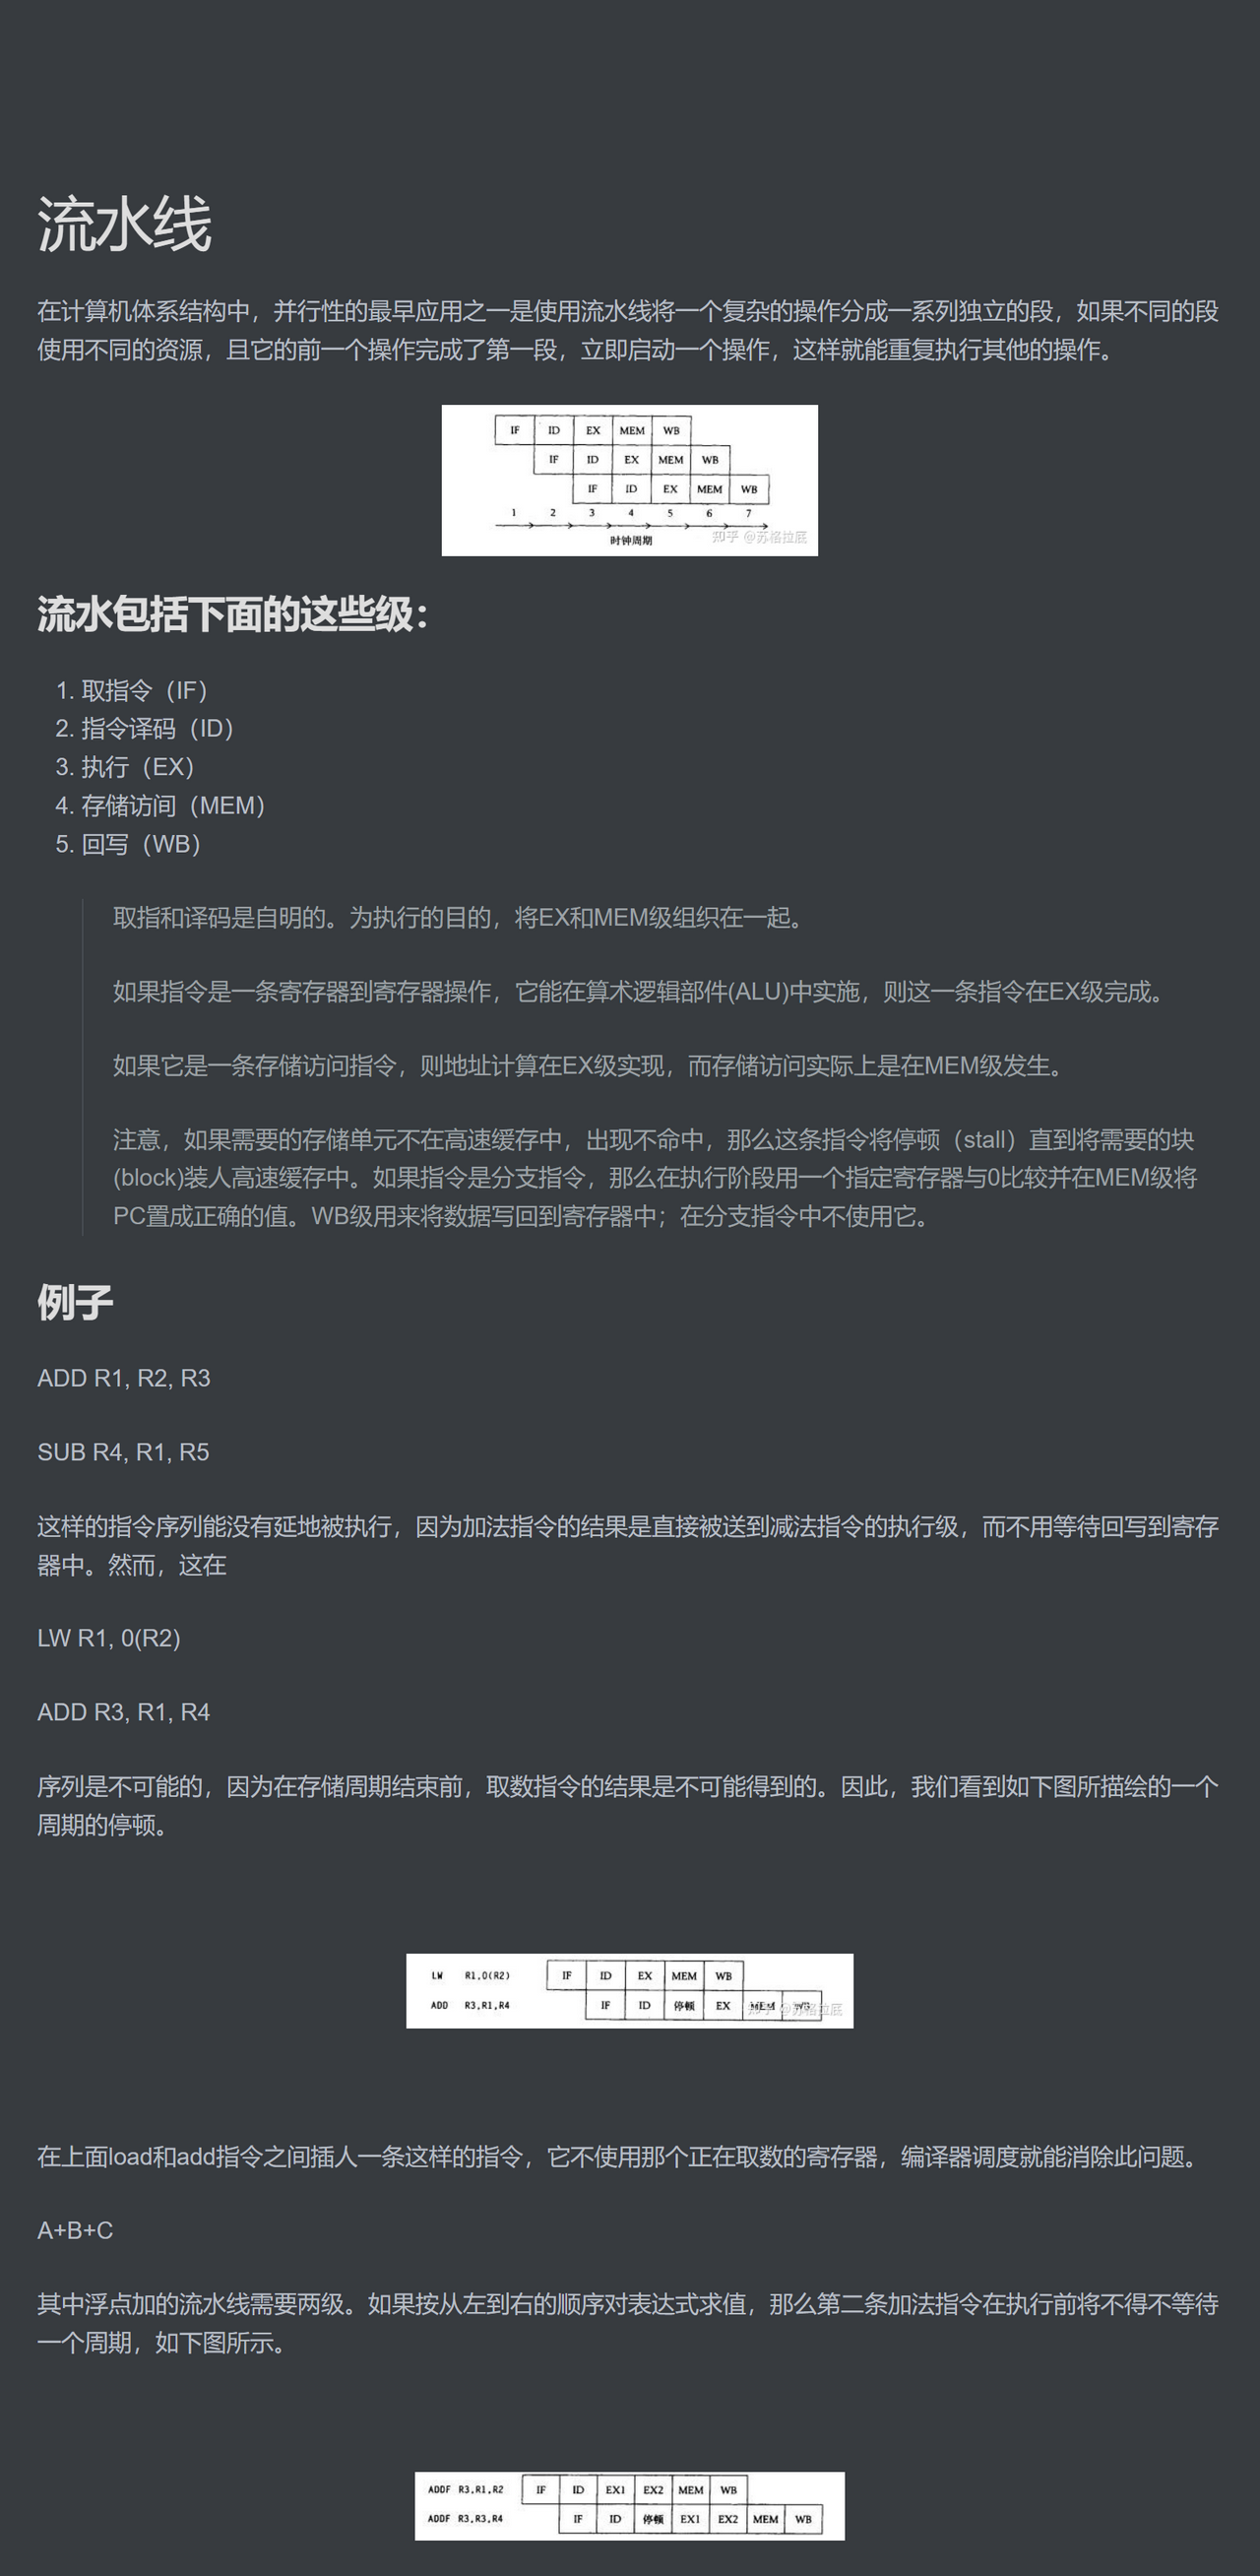 流水线
在计算机体系结构中，并行性的最早应用之一是使用流水线将一个复杂的操作分成一系列独立的段，如果不同的段
使用不同的资源，且它的前一个操作完成了第一段，立即启动一个操作，这样就能重复执行其他的操作。
IF ID EX MEM WB
IF ID EX MEM WB
IF ID EX MEM WB
1 2 3 4 5 6 7
时钟周期
知乎 @苏格拉底
流水包括下面的这些级：
1. 取指令（IF）
2. 指令译码（ID）
3. 执行（EX）
4. 存储访间（MEM）
5. 回写（WB）
取指和译码是自明的。为执行的目的，将EX和MEM级组织在一起。
如果指令是一条寄存器到寄存器操作，它能在算术逻辑部件(ALU)中实施，则这一条指令在EX级完成。
如果它是一条存储访问指令，则地址计算在EX级实现，而存储访问实际上是在MEM级发生。
注意，如果需要的存储单元不在高速缓存中，出现不命中，那么这条指令将停顿（stall）直到将需要的块
(block)装人高速缓存中。如果指令是分支指令，那么在执行阶段用一个指定寄存器与0比较并在MEM级将
PC置成正确的值。WB级用来将数据写回到寄存器中；在分支指令中不使用它。
例子
ADD R1, R2, R3
SUB R4, R1, R5
这样的指令序列能没有延地被执行，因为加法指令的结果是直接被送到减法指令的执行级，而不用等待回写到寄存
器中。然而，这在
LW R1, 0(R2)
ADD R3, R1, R4
序列是不可能的，因为在存储周期结束前，取数指令的结果是不可能得到的。因此，我们看到如下图所描绘的一个
周期的停顿。
LW R1,0(R2) IF ID EX MEM WB
ADD R3,R1,R4 IF ID 停顿 EX MEM WB
知乎 @苏格拉底
在上面load和add指令之间插人一条这样的指令，它不使用那个正在取数的寄存器，编译器调度就能消除此问题。
A+B+C
其中浮点加的流水线需要两级。如果按从左到右的顺序对表达式求值，那么第二条加法指令在执行前将不得不等待
一个周期，如下图所示。
ADDF R3,R1,R2 IF ID EX1 EX2 MEM WB
ADDF R3,R3,R4 IF ID 停顿 EX1 EX2 MEM WB